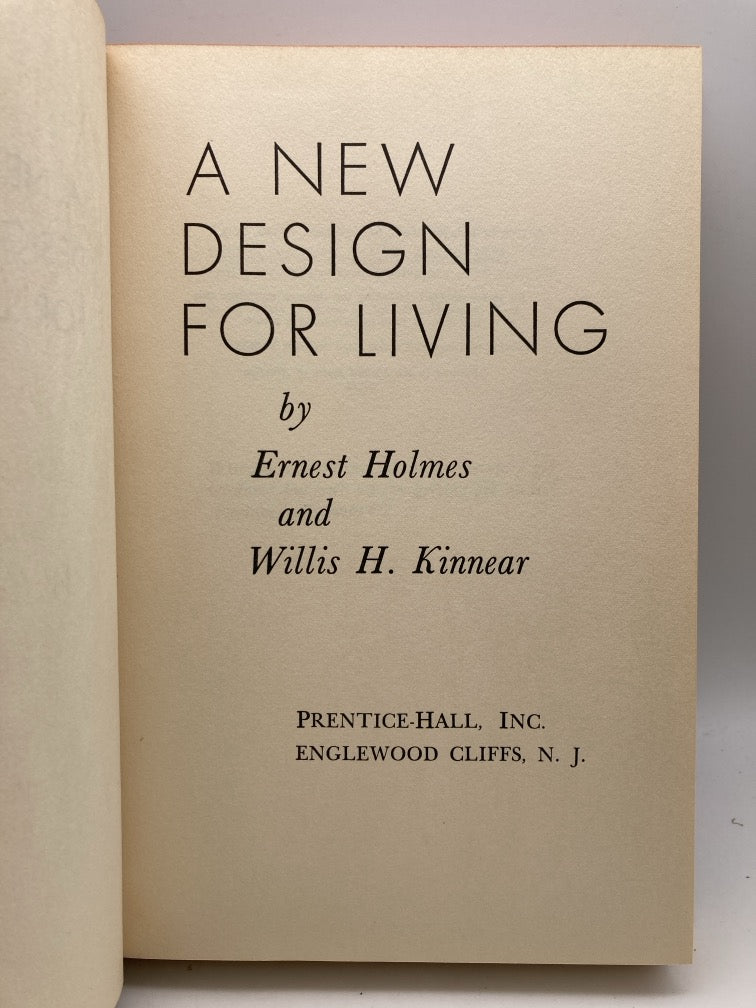 A NEW
DESIGN
FOR LIVING
by
Ernest Holmes
and
Willis H. Kinnear
PRENTICE-HALL, INC.
ENGLEWOOD CLIFFS, N. J.